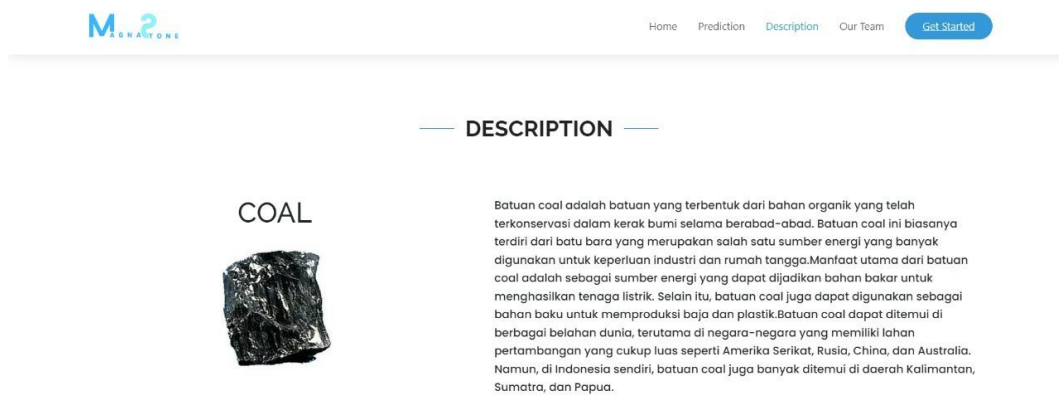 MAGNASTONE
Home Prediction Description Our Team Get Started
DESCRIPTION
COAL
Batuan coal adalah batuan yang terbentuk dari bahan organik yang telah
terkonservasi dalam kerak bumi selama berabad-abad. Batuan coal ini biasanya
terdiri dari batu bara yang merupakan salah satu sumber energi yang banyak
digunakan untuk keperluan industri dan rumah tangga.Manfaat utama dari batuan
coal adalah sebagai sumber energi yang dapat dijadikan bahan bakar untuk
menghasilkan tenaga listrik. Selain itu, batuan coal juga dapat digunakan sebagai
bahan baku untuk memproduksi baja dan plastik.Batuan coal dapat ditemui di
berbagai belahan dunia, terutama di negara-negara yang memiliki lahan
pertambangan yang cukup luas seperti Amerika Serikat, Rusia, China, dan Australia.
Namun, di Indonesia sendiri, batuan coal juga banyak ditemui di daerah Kalimantan,
Sumatra, dan Papua.